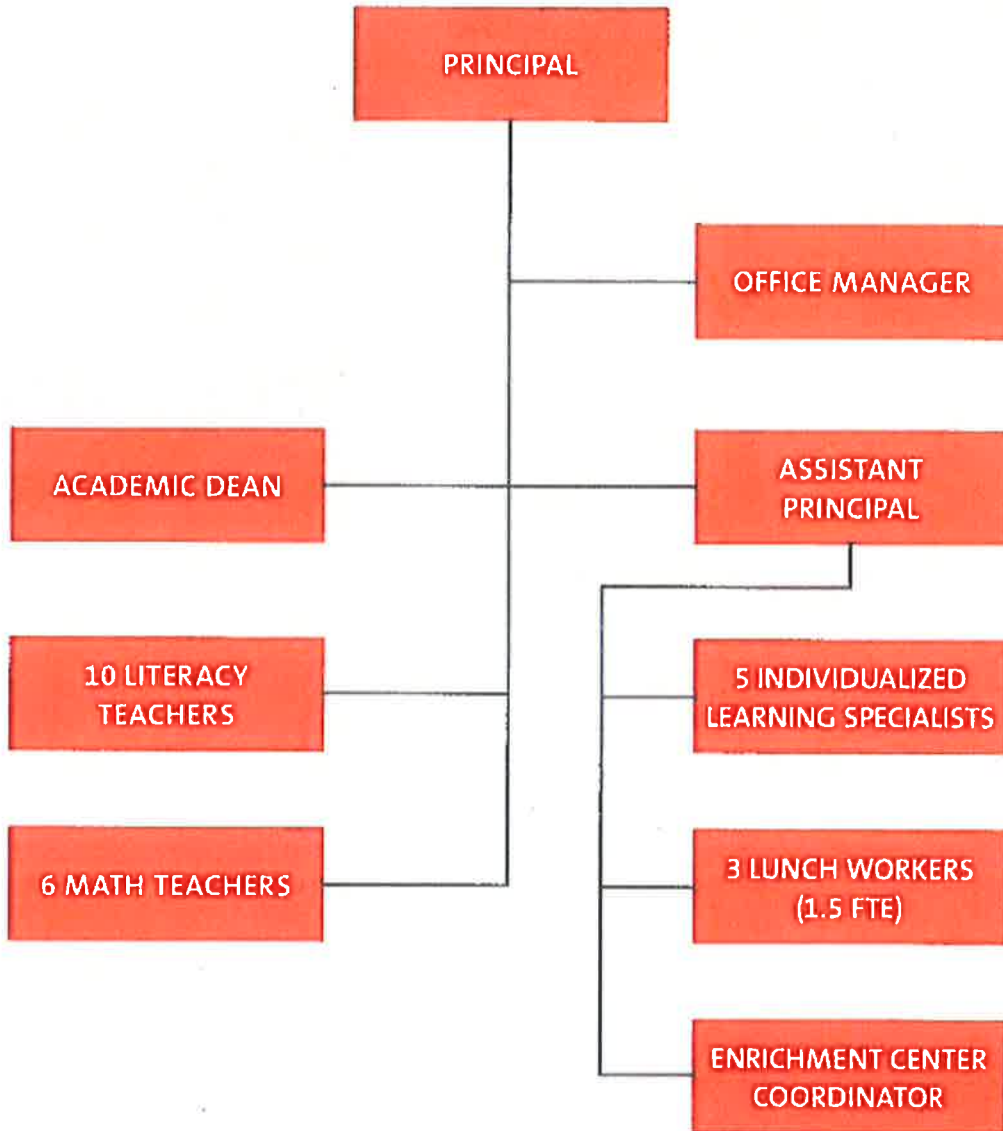 PRINCIPAL
OFFICE MANAGER
ACADEMIC DEAN
ASSISTANT
PRINCIPAL
10 LITERACY
TEACHERS
5 INDIVIDUALIZED
LEARNING SPECIALISTS
6 MATH TEACHERS
3 LUNCH WORKERS
(1.5 FTE)
ENRICHMENT CENTER
COORDINATOR